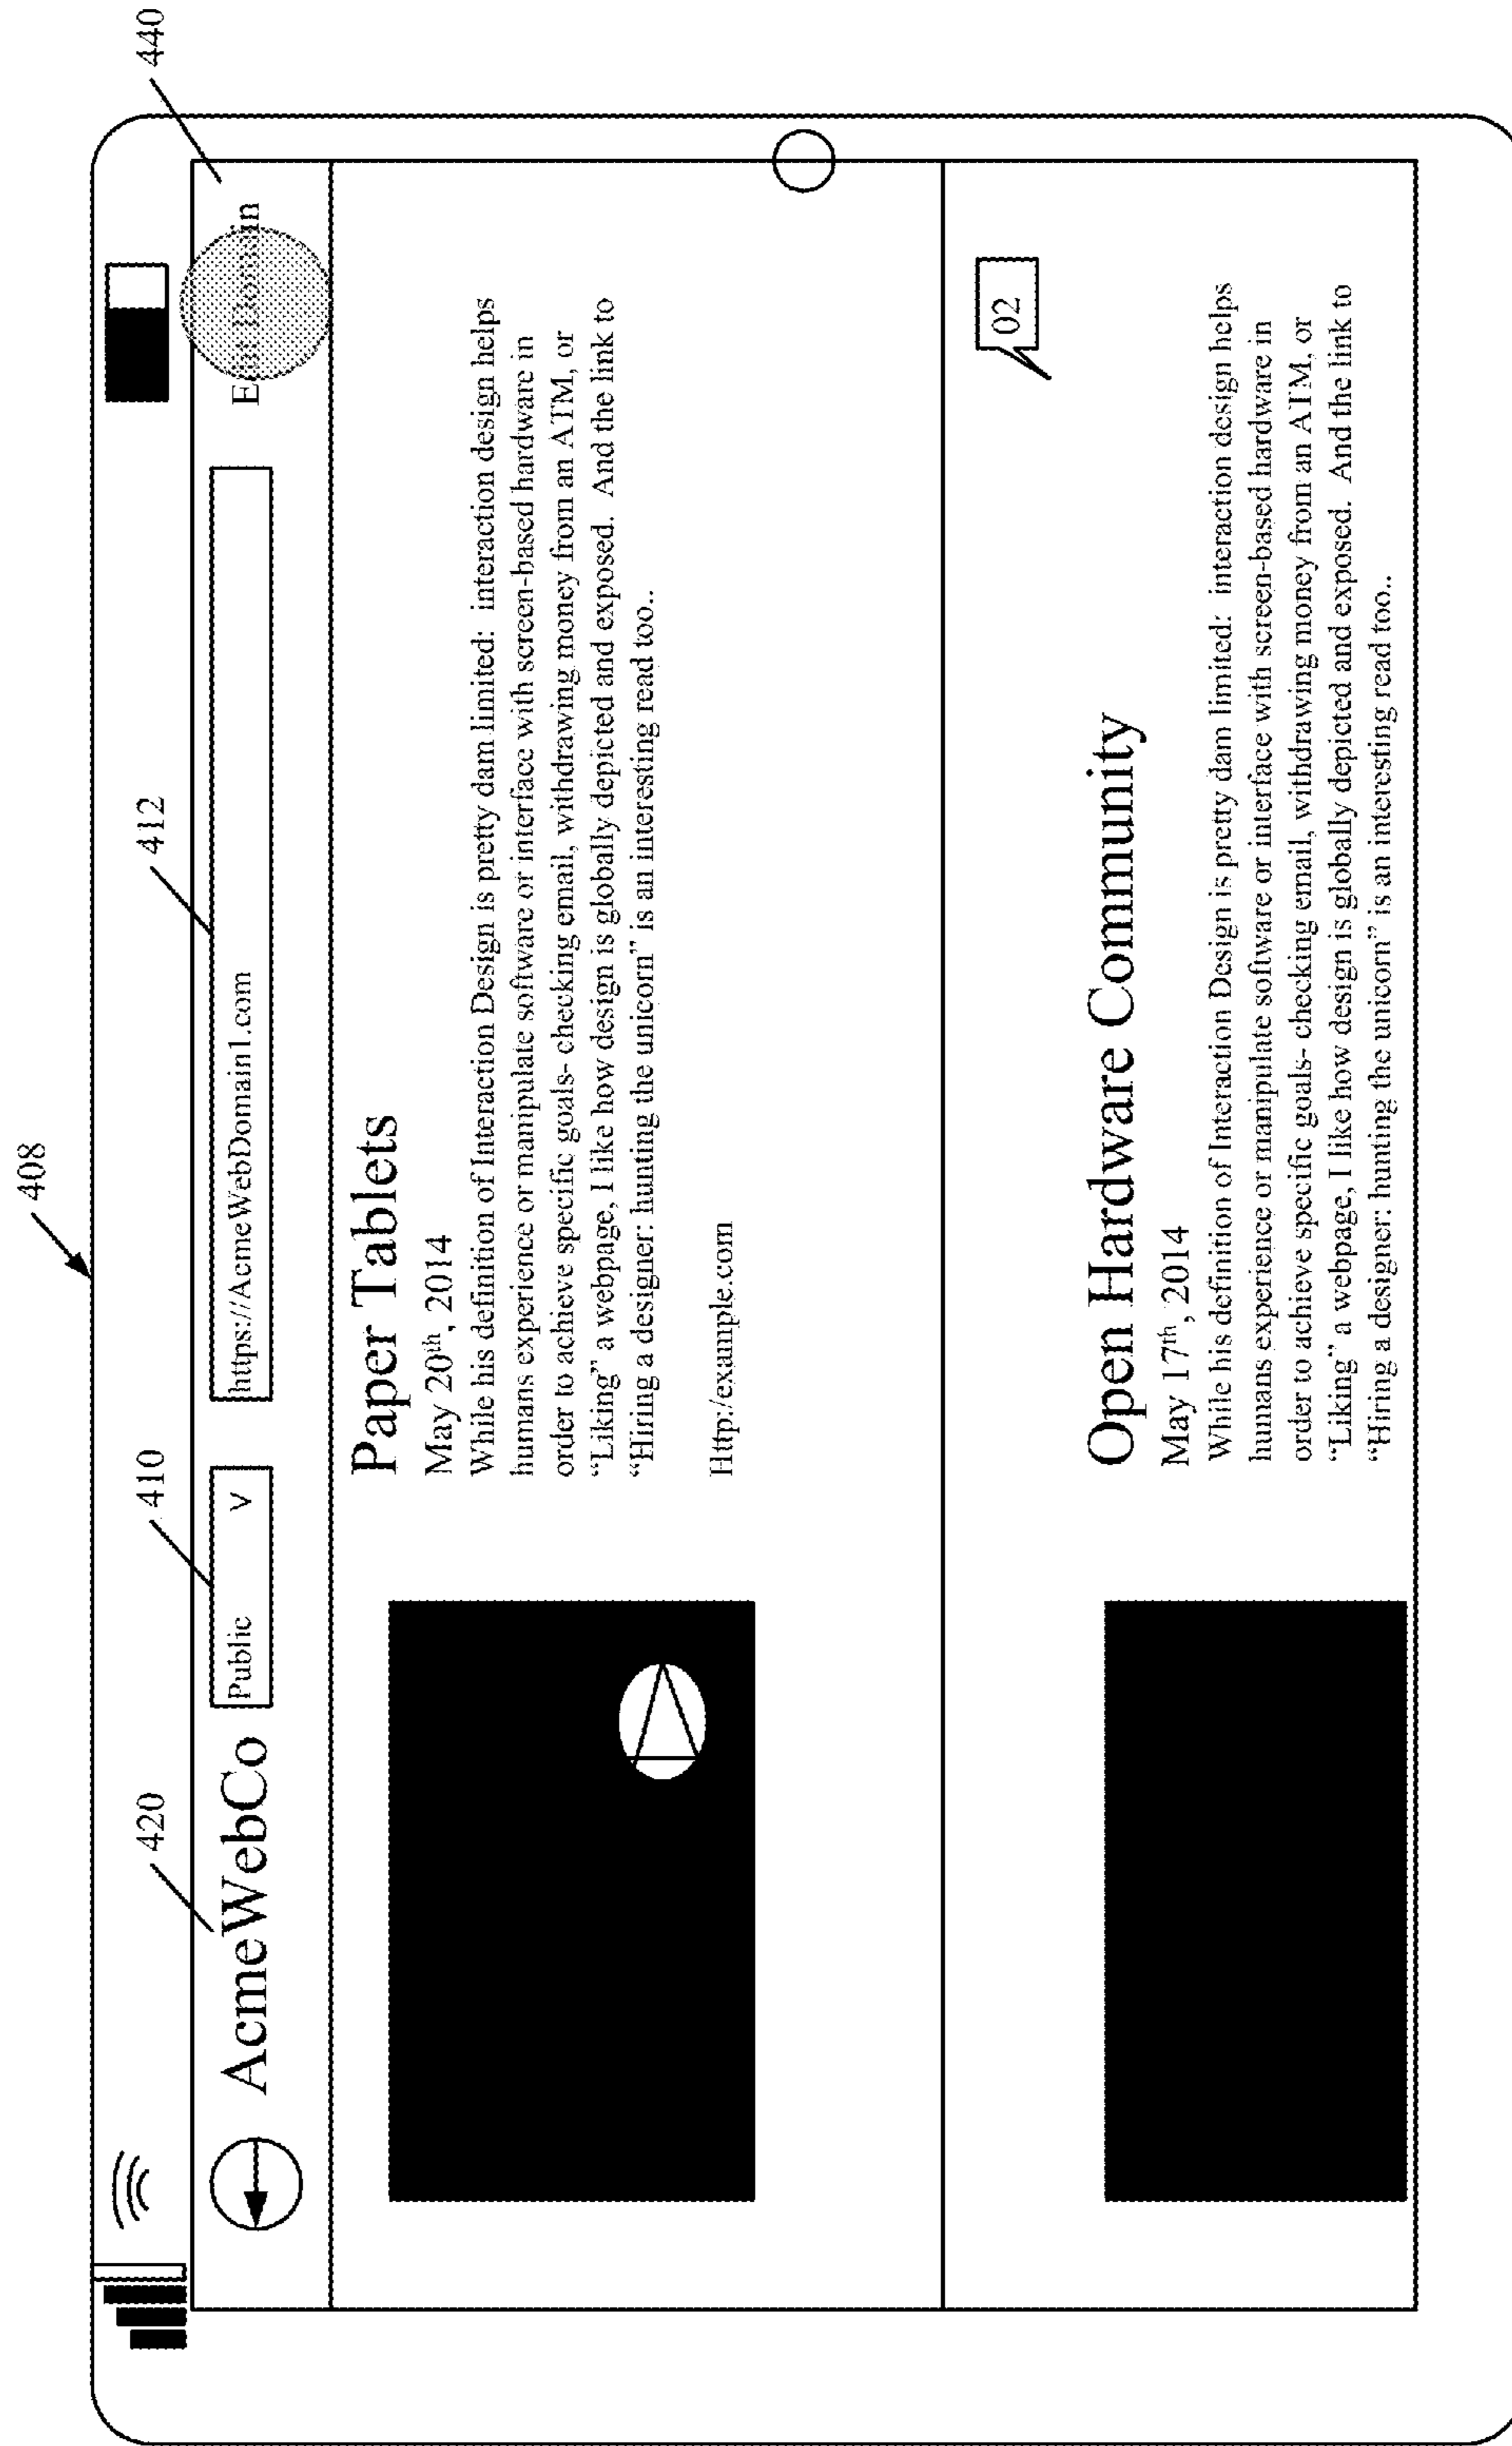 408
420
410
412
440
AcmeWebCo
Public V
https://AcmeWebDomain1.com
Paper Tablets
May 20th, 2014
While his definition of Interaction Design is pretty dam limited: interaction design helps
humans experience or manipulate software or interface with screen-based hardware in
order to achieve specific goals- checking email, withdrawing money from an ATM, or
“Liking” a webpage, I like how design is globally depicted and exposed. And the link to
“Hiring a designer: hunting the unicorn” is an interesting read too..
Http:/example.com
02
Open Hardware Community
May 17th, 2014
While his definition of Interaction Design is pretty dam limited: interaction design helps
humans experience or manipulate software or interface with screen-based hardware in
order to achieve specific goals- checking email, withdrawing money from an ATM, or
“Liking” a webpage, I like how design is globally depicted and exposed. And the link to
“Hiring a designer: hunting the unicorn” is an interesting read too..